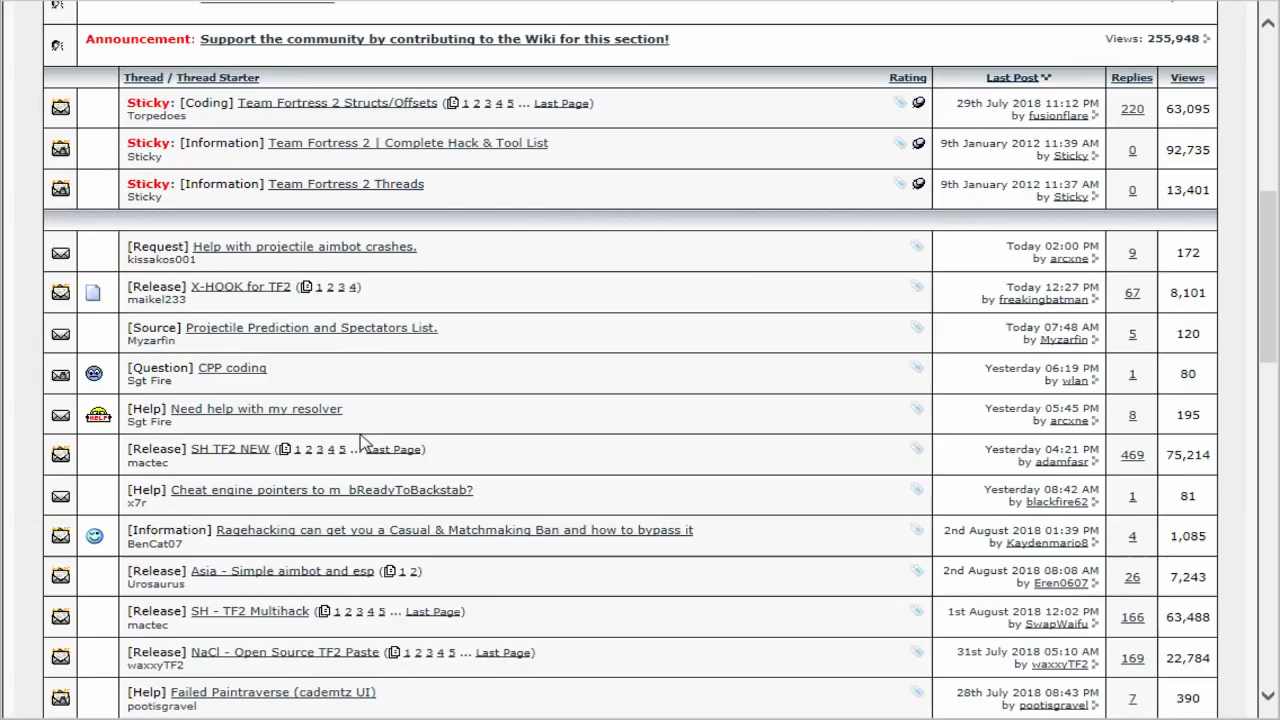 Announcement: Support the community by contributing to the Wiki for this section! Views: 255,948
Thread / Thread Starter Rating Last Post Replies Views
Sticky: [Coding] Team Fortress 2 Structs/Offsets ( 1 2 3 4 5 ... Last Page) 29th July 2018 11:12 PM 220 63,095
Torpedoes by fusionflare
Sticky: [Information] Team Fortress 2 | Complete Hack & Tool List 9th January 2012 11:39 AM 0 92,735
Sticky by Sticky
Sticky: [Information] Team Fortress 2 Threads 9th January 2012 11:37 AM 0 13,401
Sticky by Sticky
[Request] Help with projectile aimbot crashes. Today 02:00 PM 9 172
kissakos001 by arcxne
[Release] X-HOOK for TF2 ( 1 2 3 4) Today 12:27 PM 67 8,101
maikel233 by freakingbatman
[Source] Projectile Prediction and Spectators List. Today 07:48 AM 5 120
Myzarfin by Myzarfin
[Question] CPP coding Yesterday 06:19 PM 1 80
Sgt Fire by wlan
[Help] Need help with my resolver Yesterday 05:45 PM 8 195
HELP
Sgt Fire by arcxne
[Release] SH TF2 NEW ( 1 2 3 4 5 ... Last Page) Yesterday 04:21 PM 469 75,214
mactec by adamfasr
[Help] Cheat engine pointers to m_bReadyToBackstab? Yesterday 08:42 AM 1 81
x7r by blackfire62
[Information] Ragehacking can get you a Casual & Matchmaking Ban and how to bypass it 2nd August 2018 01:39 PM 4 1,085
BenCat07 by Kaydenmario8
[Release] Asia - Simple aimbot and esp ( 1 2) 2nd August 2018 08:08 AM 26 7,243
Urosaurus by Eren0607
[Release] SH - TF2 Multihack ( 1 2 3 4 5 ... Last Page) 1st August 2018 12:02 PM 166 63,488
mactec by SwapWaifu
[Release] NaCl - Open Source TF2 Paste ( 1 2 3 4 5 ... Last Page) 31st July 2018 05:10 AM 169 22,784
waxxyTF2 by waxxyTF2
[Help] Failed Paintraverse (cademtz UI) 28th July 2018 08:43 PM 7 390
pootisgravel by pootisgravel